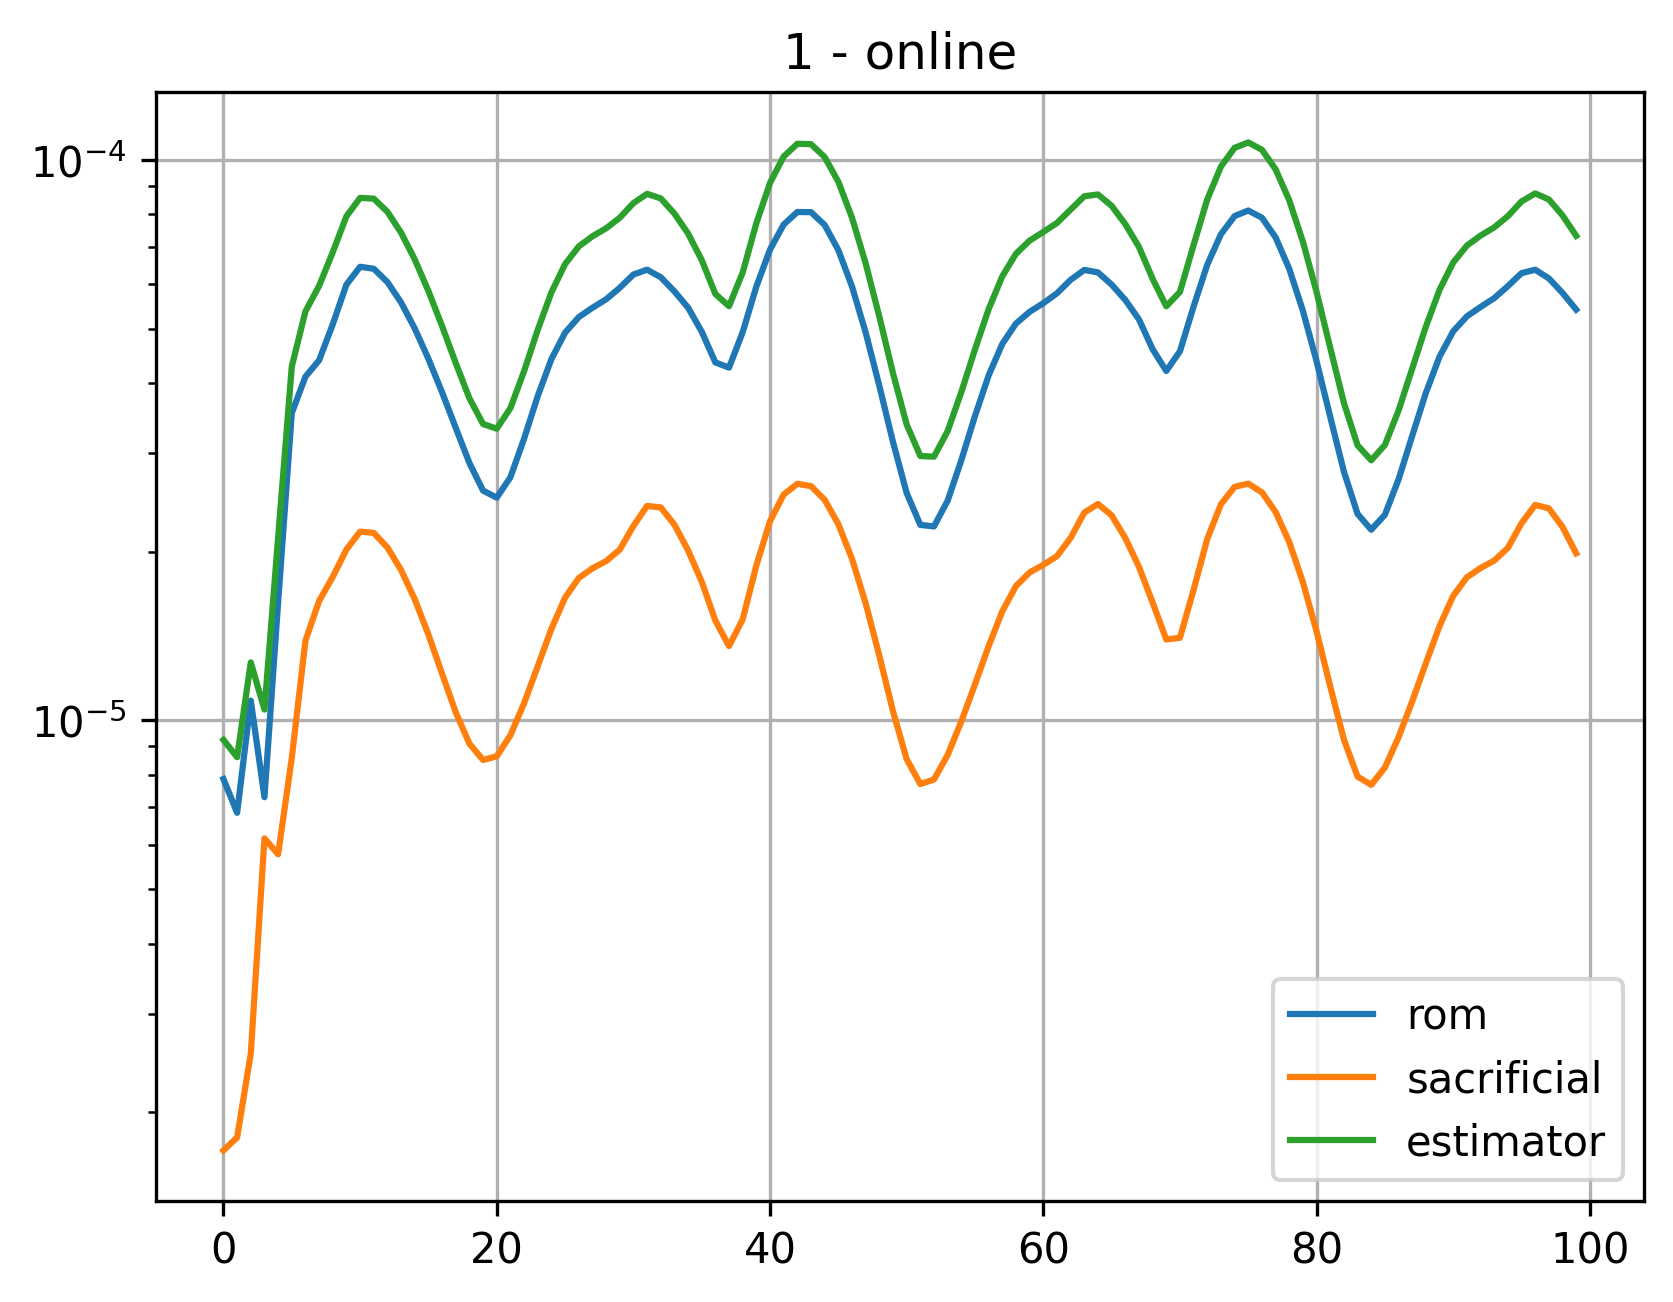 1 - online
10⁻⁴
10⁻⁵
rom
sacrificial
estimator
0 20 40 60 80 100